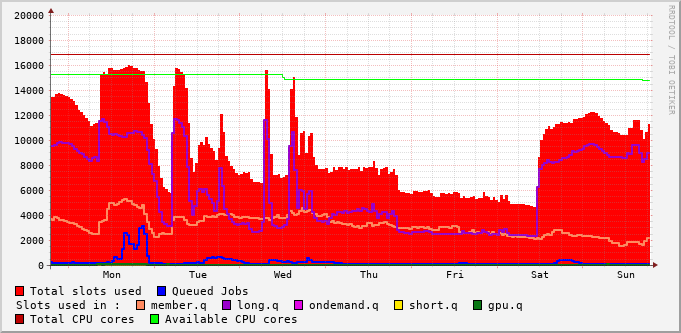 RRDTOOL / TOBI OETIKER
20000
18000
16000
14000
12000
10000
8000
6000
4000
2000
0
Mon Tue Wed Thu Fri Sat Sun
Total slots used Queued Jobs
Slots used in : member.q long.q ondemand.q short.q gpu.q
Total CPU cores Available CPU cores